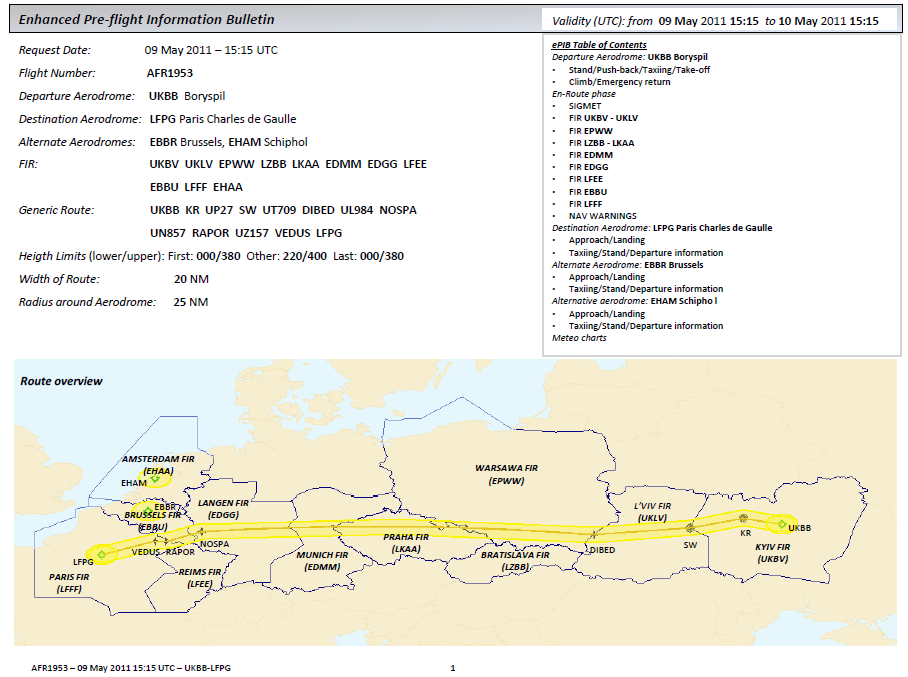 Enhanced Pre-flight Information Bulletin
Validity (UTC): from 09 May 2011 15:15 to 10 May 2011 15:15
Request Date: 09 May 2011 – 15:15 UTC
Flight Number: AFR1953
Departure Aerodrome: UKBB Boryspil
Destination Aerodrome: LFPG Paris Charles de Gaulle
Alternate Aerodromes: EBBR Brussels, EHAM Schiphol
FIR: UKBV UKLV EPWW LZBB LKAA EDMM EDGG LFEE
EBBU LFFF EHAA
Generic Route: UKBB KR UP27 SW UT709 DIBED UL984 NOSPA
UN857 RAPOR UZ157 VEDUS LFPG
Heigth Limits (lower/upper): First: 000/380 Other: 220/400 Last: 000/380
Width of Route: 20 NM
Radius around Aerodrome: 25 NM
ePIB Table of Contents
Departure Aerodrome: UKBB Boryspil
• Stand/Push-back/Taxiing/Take-off
• Climb/Emergency return
En-Route phase
• SIGMET
• FIR UKBV - UKLV
• FIR EPWW
• FIR LZBB - LKAA
• FIR EDMM
• FIR EDGG
• FIR LFEE
• FIR EBBU
• FIR LFFF
• NAV WARNINGS
Destination Aerodrome: LFPG Paris Charles de Gaulle
• Approach/Landing
• Taxiing/Stand/Departure information
Alternate Aerodrome: EBBR Brussels
• Approach/Landing
• Taxiing/Stand/Departure information
Alternative aerodrome: EHAM Schipho l
• Approach/Landing
• Taxiing/Stand/Departure information
Meteo charts
Route overview
AMSTERDAM FIR
(EHAA)
EHAM
EBBR
BRUSSELS FIR
(EBBU)
LANGEN FIR
(EDGG)
WARSAWA FIR
(EPWW)
L'VIV FIR
(UKLV)
UKBB
KR
SW
KYIV FIR
(UKBV)
DIBED
PRAHA FIR
(LKAA)
BRATISLAVA FIR
(LZBB)
MUNICH FIR
(EDMM)
NOSPA
VEDUS RAPOR
LFPG
REIMS FIR
(LFEE)
PARIS FIR
(LFFF)
AFR1953 – 09 May 2011 15:15 UTC – UKBB-LFPG
1